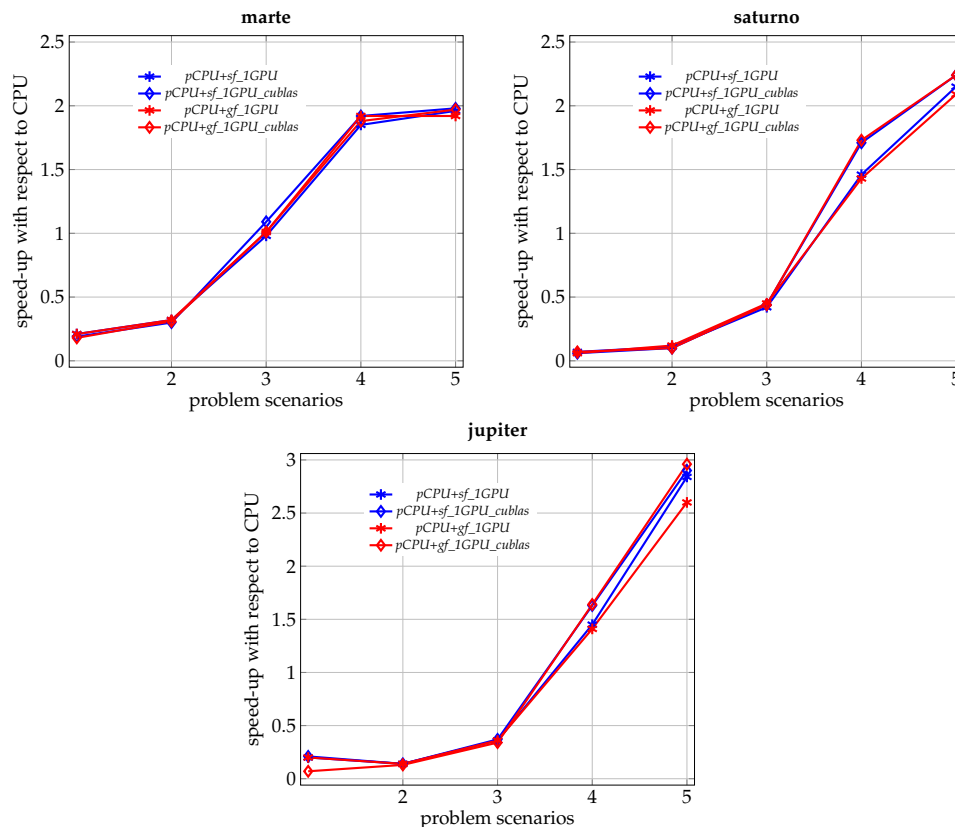 marte
2.5
2
1.5
1
0.5
0
speed-up with respect to CPU
pCPU+sf_1GPU
pCPU+sf_1GPU_cublas
pCPU+gf_1GPU
pCPU+gf_1GPU_cublas
2 3 4 5
problem scenarios
saturno
2.5
2
1.5
1
0.5
0
speed-up with respect to CPU
pCPU+sf_1GPU
pCPU+sf_1GPU_cublas
pCPU+gf_1GPU
pCPU+gf_1GPU_cublas
2 3 4 5
problem scenarios
jupiter
3
2.5
2
1.5
1
0.5
0
speed-up with respect to CPU
pCPU+sf_1GPU
pCPU+sf_1GPU_cublas
pCPU+gf_1GPU
pCPU+gf_1GPU_cublas
2 3 4 5
problem scenarios